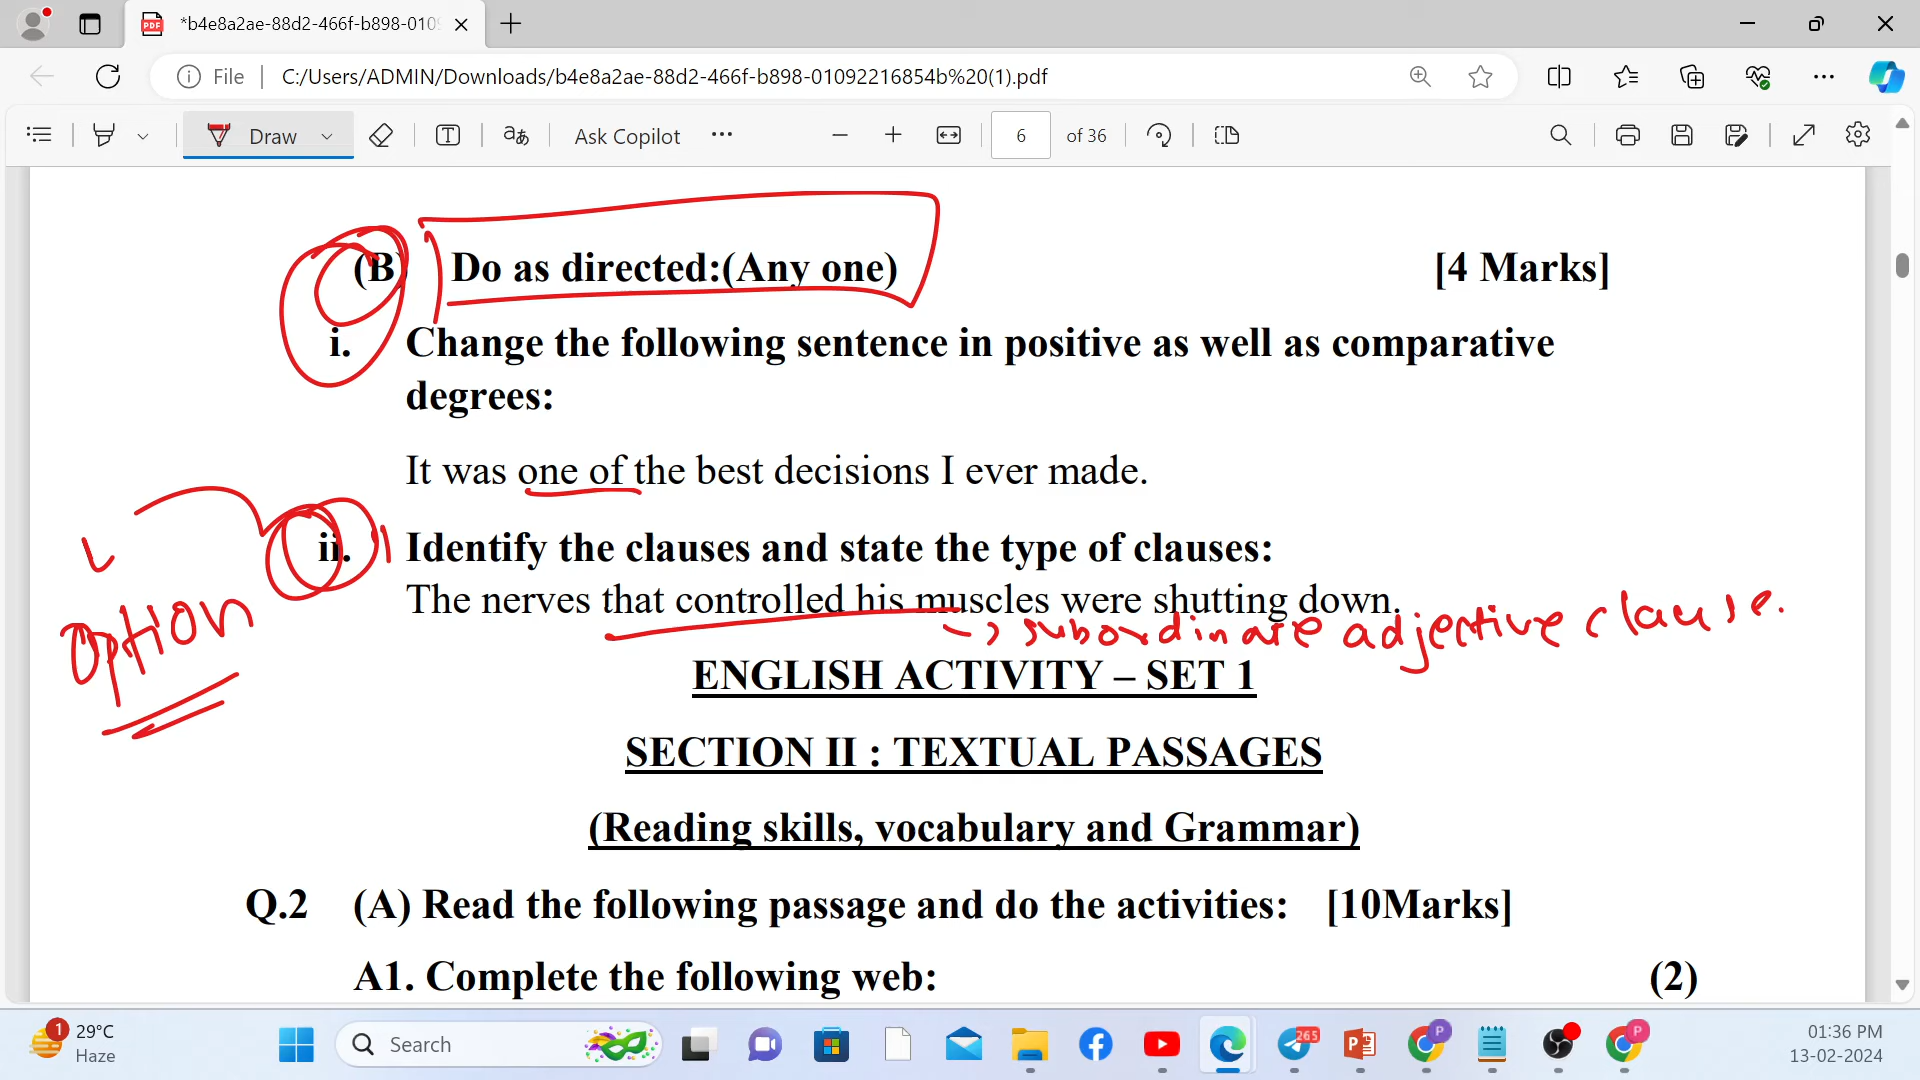 *b4e8a2ae-88d2-466f-b898-0109
File
C:/Users/ADMIN/Downloads/b4e8a2ae-88d2-466f-b898-01092216854b%20(1).pdf
Draw
Ask Copilot
6
of 36
(B) Do as directed:(Any one) [4 Marks]
i. Change the following sentence in positive as well as comparative
degrees:
It was one of the best decisions I ever made.
ii. Identify the clauses and state the type of clauses:
The nerves that controlled his muscles were shutting down.
subordinate adjective clause.
option
ENGLISH ACTIVITY – SET 1
SECTION II : TEXTUAL PASSAGES
(Reading skills, vocabulary and Grammar)
Q.2 (A) Read the following passage and do the activities: [10Marks]
A1. Complete the following web: (2)
1
29°C
Haze
Search
265
P
P
01:36 PM
13-02-2024